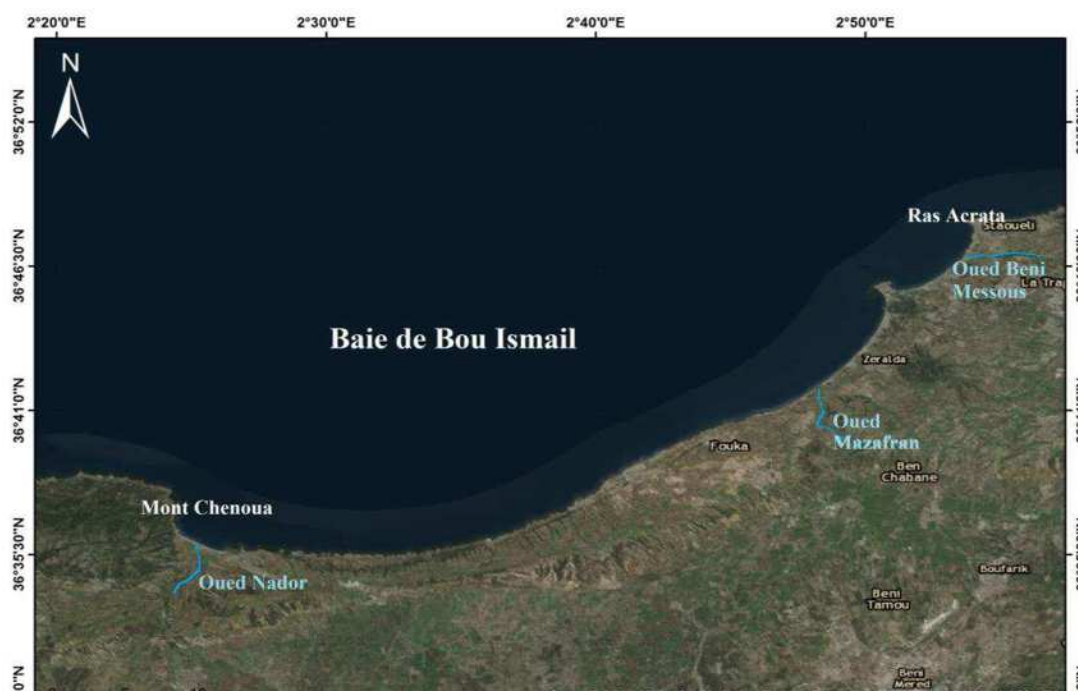 2°20'0"E 2°30'0"E 2°40'0"E 2°50'0"E
N
36°52'0"N
Ras Acrata
Staoueli
36°46'30"N
Oued Beni
Messous
La Tra
Baie de Bou Ismail
Zeralda
36°41'0"N
Oued
Mazafran
Fouka
Ben
Chabane
Mont Chenoua
36°35'30"N
Oued Nador
Boufarik
Beni
Tamou
0"N
Beni
Mered